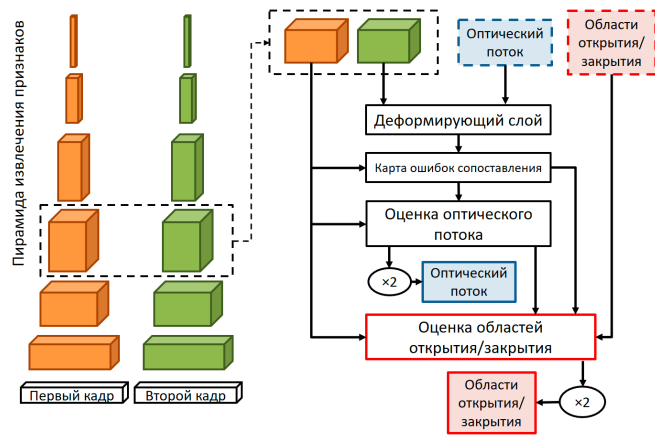 Пирамида извлечения признаков
Первый кадр
Второй кадр
Оптический
поток
Области
открытия/
закрытия
Деформирующий слой
Карта ошибок сопоставления
Оценка оптического
потока
×2
Оптический
поток
Оценка областей
открытия/закрытия
Области
открытия/
закрытия
×2